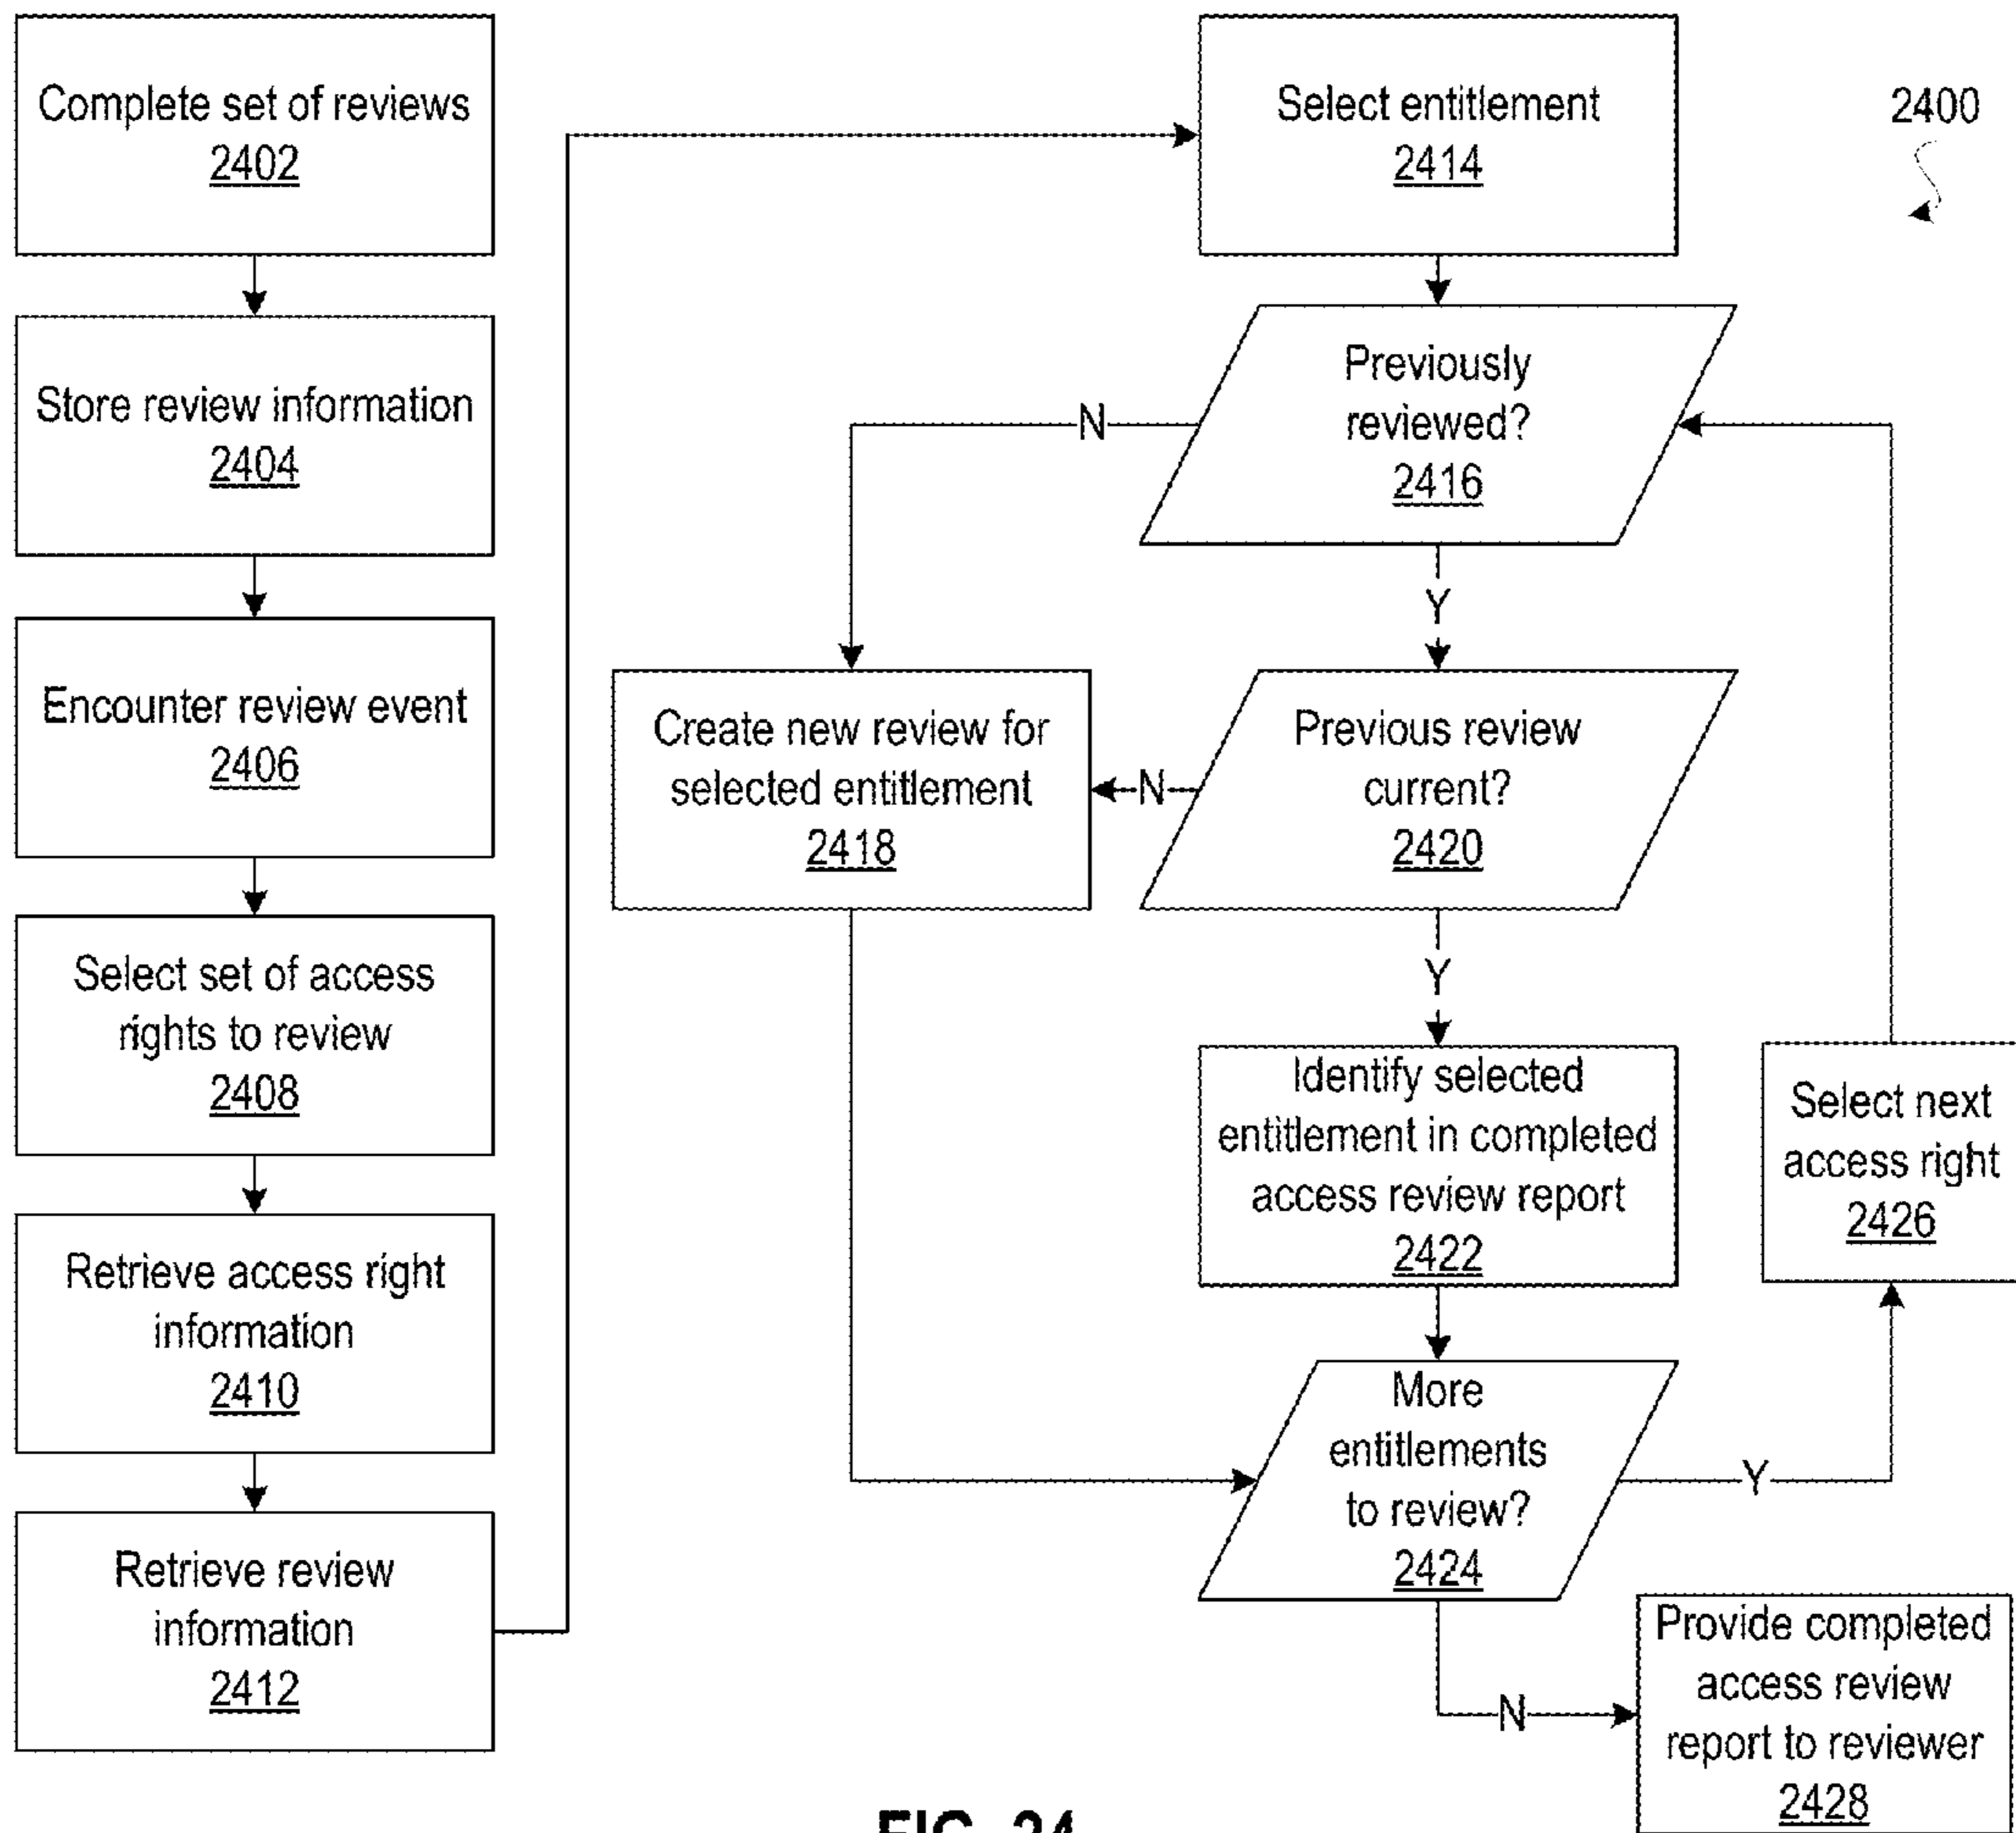 Complete set of reviews
2402
Store review information
2404
Encounter review event
2406
Select set of access
rights to review
2408
Retrieve access right
information
2410
Retrieve review
information
2412
Select entitlement
2414
2400
Previously
reviewed?
2416
N
Y
Create new review for
selected entitlement
2418
N
Previous review
current?
2420
Y
Identify selected
entitlement in completed
access review report
2422
Select next
access right
2426
More
entitlements
to review?
2424
Y
N
Provide completed
access review
report to reviewer
2428
FIG. 24